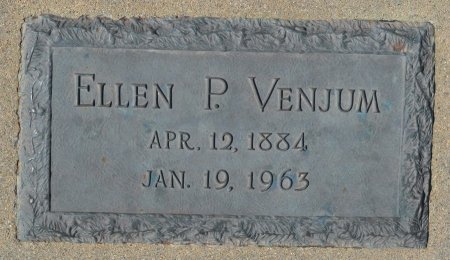 ELLEN P. VENJUM
APR. 12, 1884
JAN. 19, 1963